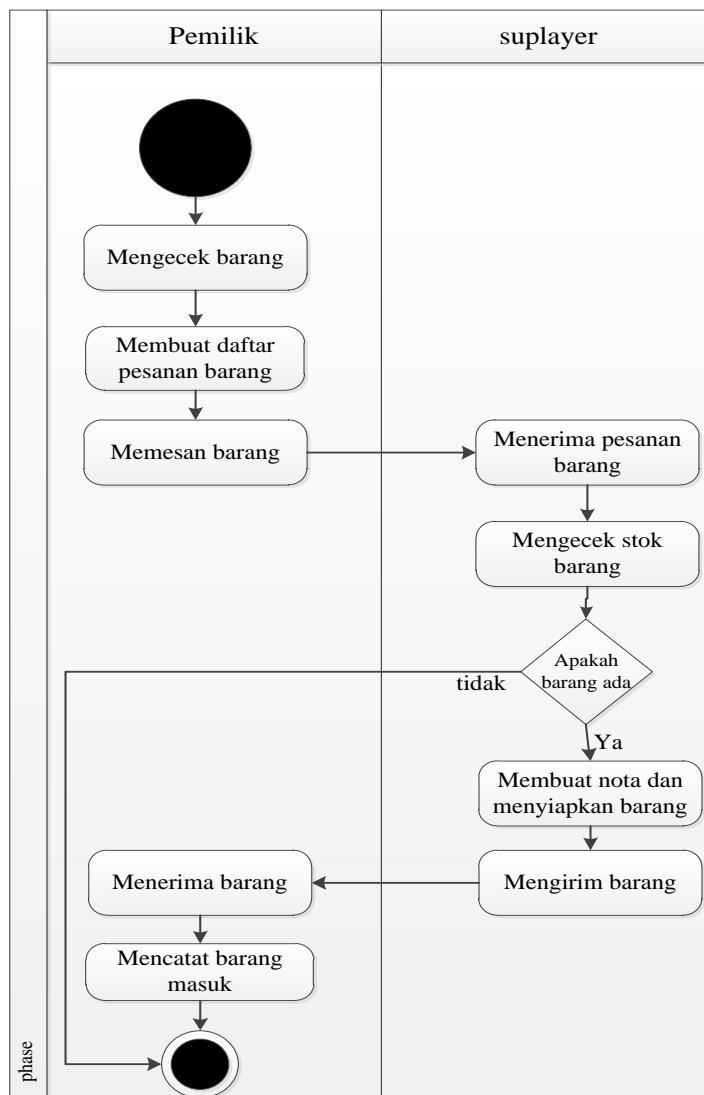 Pemilik
suplayer
Mengecek barang
Membuat daftar
pesanan barang
Memesan barang
Menerima pesanan
barang
Mengecek stok
barang
Apakah
barang ada
tidak
Ya
Membuat nota dan
menyiapkan barang
Mengirim barang
Menerima barang
Mencatat barang
masuk
phase